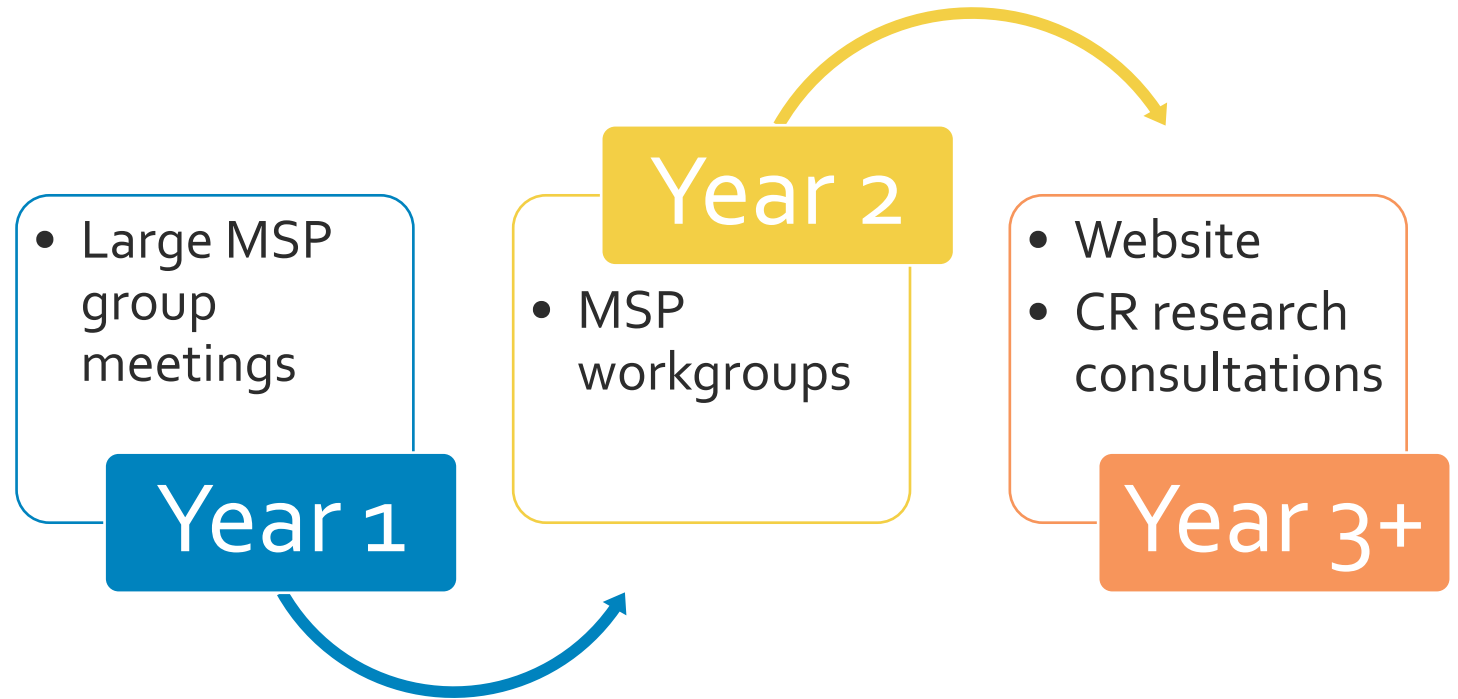 • Large MSP
group
meetings
Year 1
Year 2
• MSP
workgroups
• Website
• CR research
consultations
Year 3+